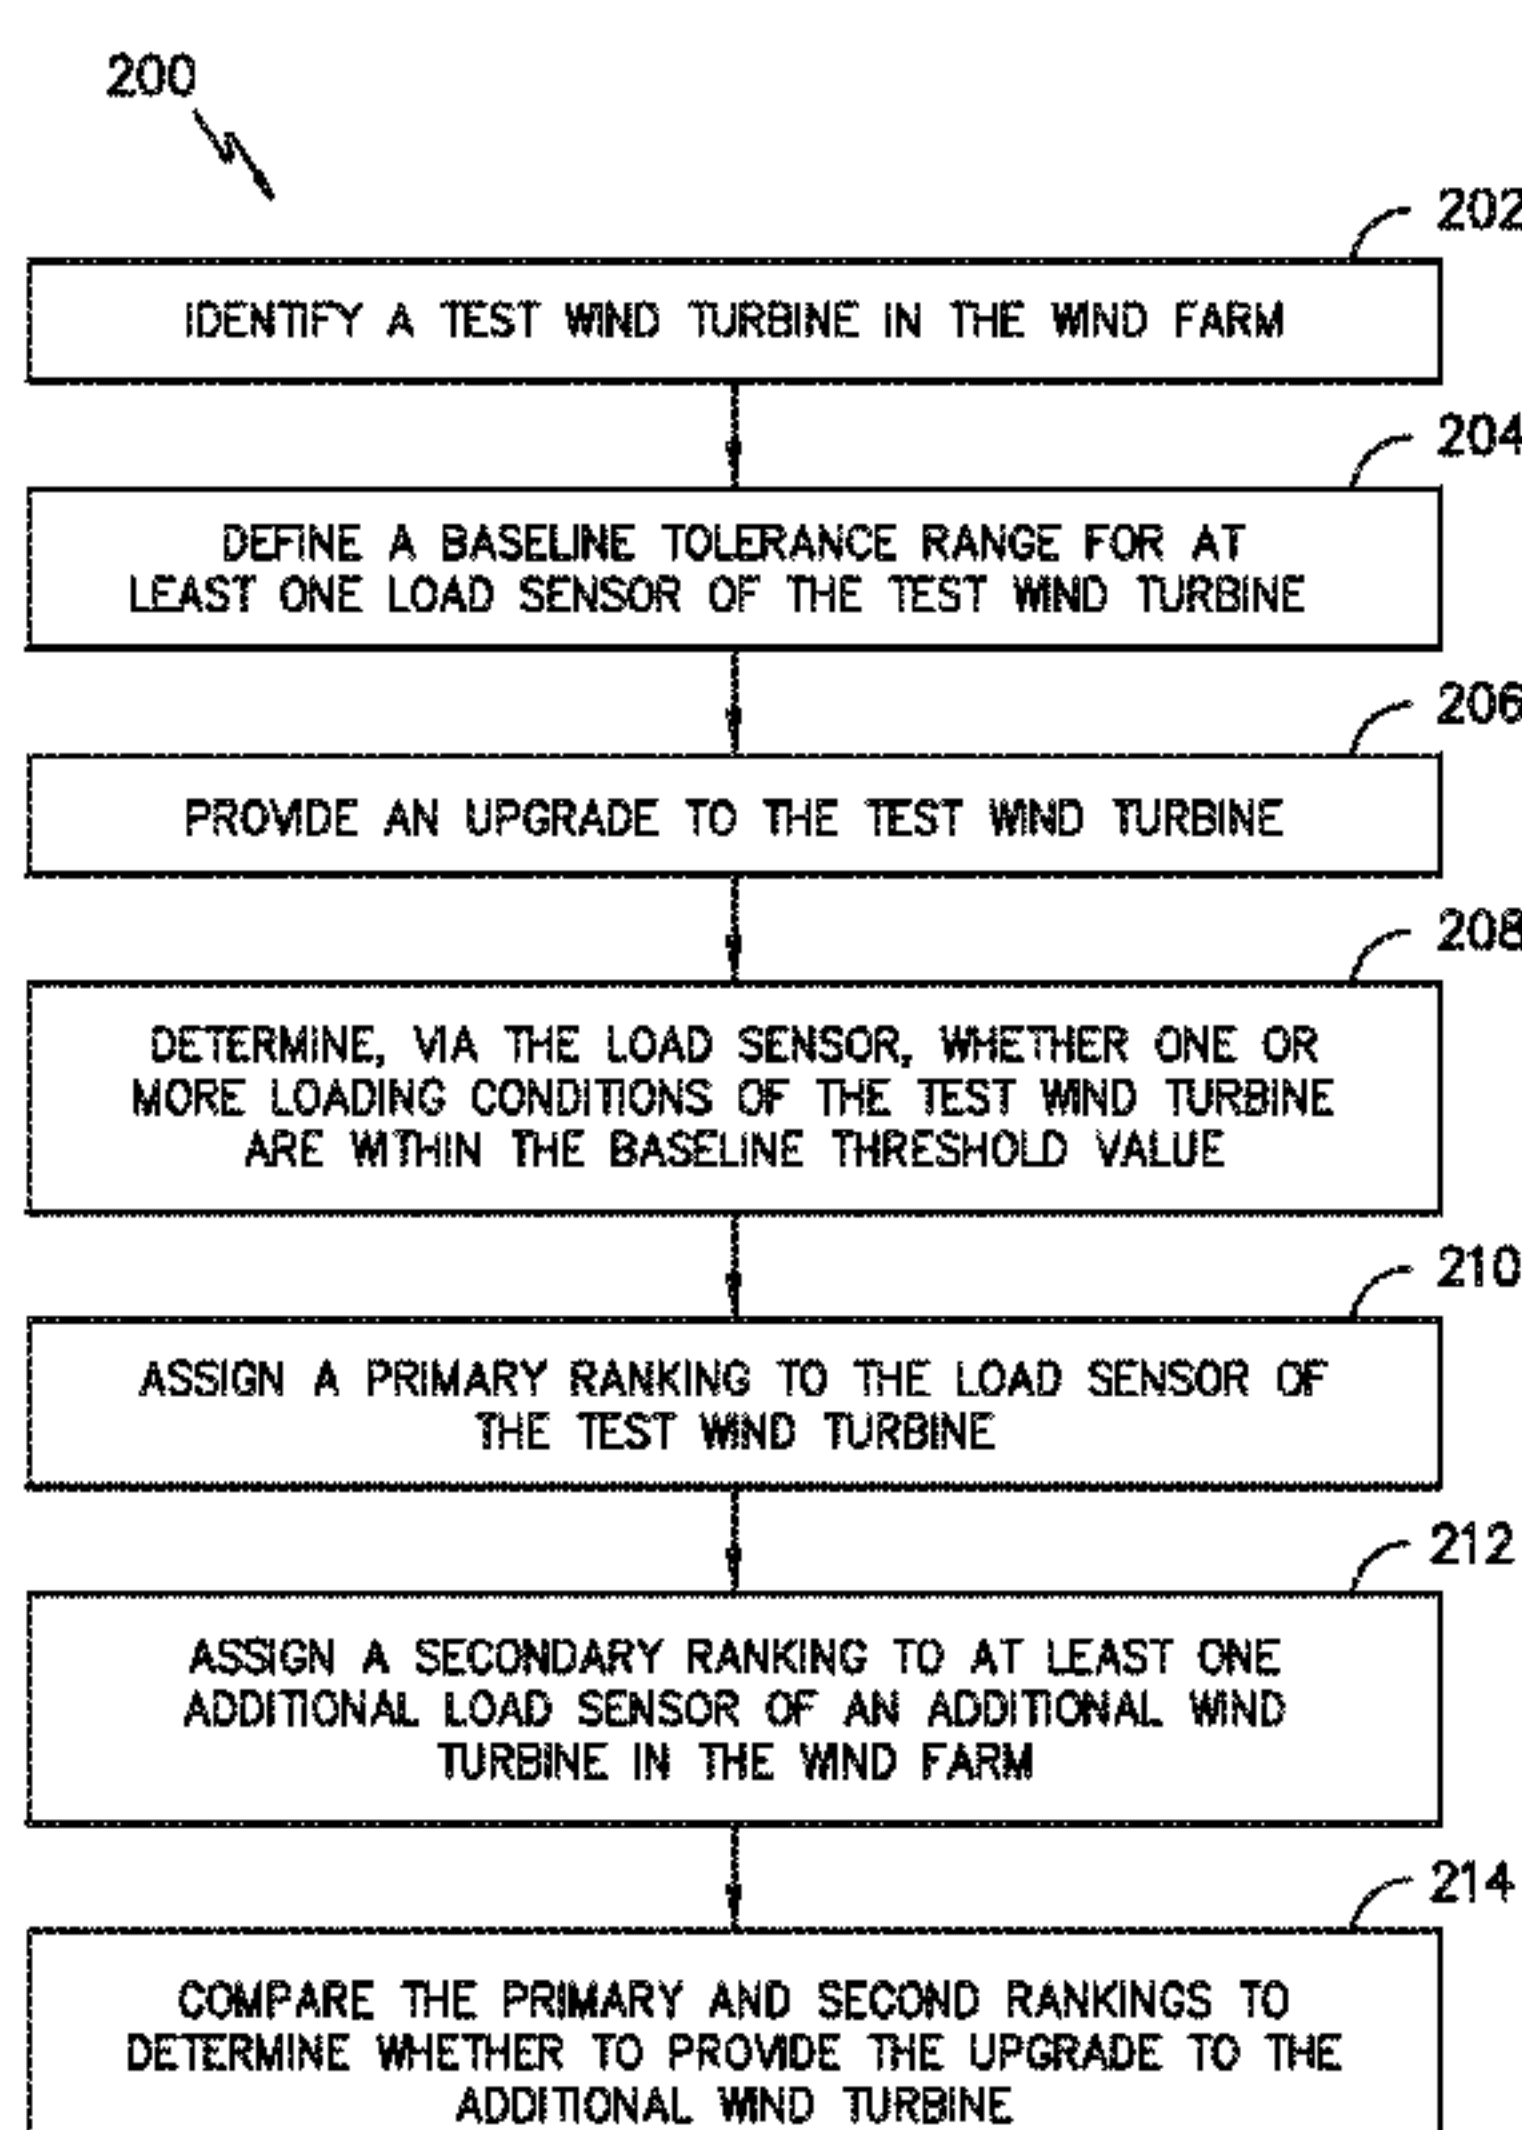 200
202
IDENTIFY A TEST WIND TURBINE IN THE WIND FARM
204
DEFINE A BASELINE TOLERANCE RANGE FOR AT
LEAST ONE LOAD SENSOR OF THE TEST WIND TURBINE
206
PROVIDE AN UPGRADE TO THE TEST WIND TURBINE
208
DETERMINE, VIA THE LOAD SENSOR, WHETHER ONE OR
MORE LOADING CONDITIONS OF THE TEST WIND TURBINE
ARE WITHIN THE BASELINE THRESHOLD VALUE
210
ASSIGN A PRIMARY RANKING TO THE LOAD SENSOR OF
THE TEST WIND TURBINE
212
ASSIGN A SECONDARY RANKING TO AT LEAST ONE
ADDITIONAL LOAD SENSOR OF AN ADDITIONAL WIND
TURBINE IN THE WIND FARM
214
COMPARE THE PRIMARY AND SECOND RANKINGS TO
DETERMINE WHETHER TO PROVIDE THE UPGRADE TO THE
ADDITIONAL WIND TURBINE